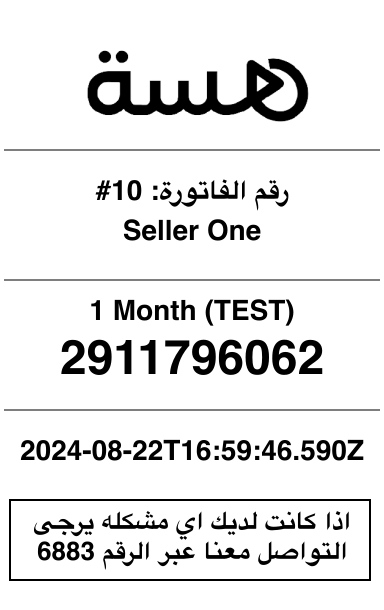 هسة
رقم الفاتورة: 10#
Seller One
1 Month (TEST)
2911796062
2024-08-22T16:59:46.590Z
اذا كانت لديك اي مشكله يرجى
التواصل معنا عبر الرقم 6883